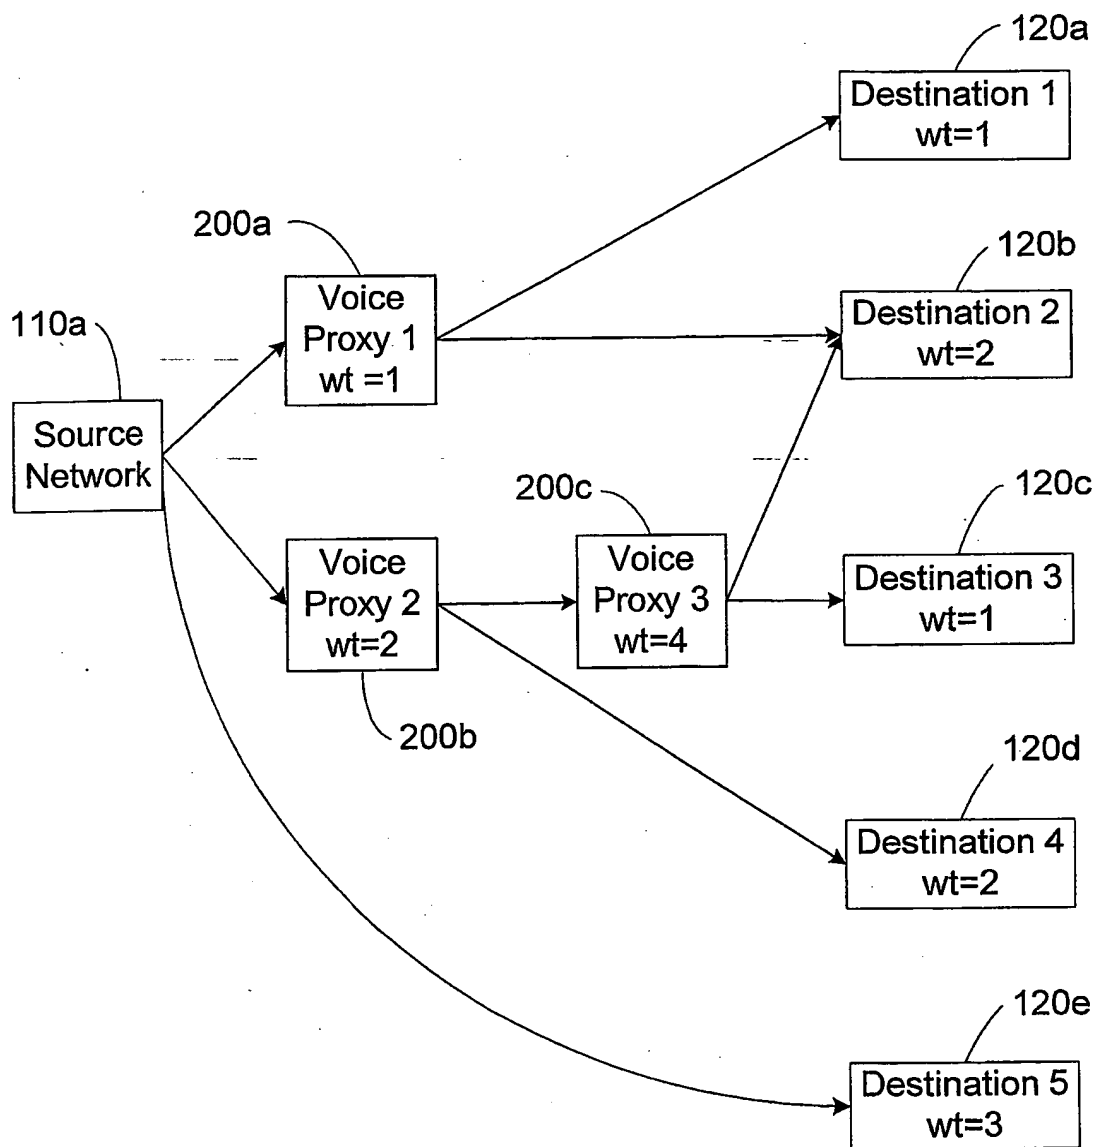 120a
Destination 1
wt=1
200a
120b
Voice
Proxy 1
wt =1
Destination 2
wt=2
110a
Source
Network
200c
120c
Voice
Proxy 2
wt=2
Voice
Proxy 3
wt=4
Destination 3
wt=1
200b
120d
Destination 4
wt=2
120e
Destination 5
wt=3